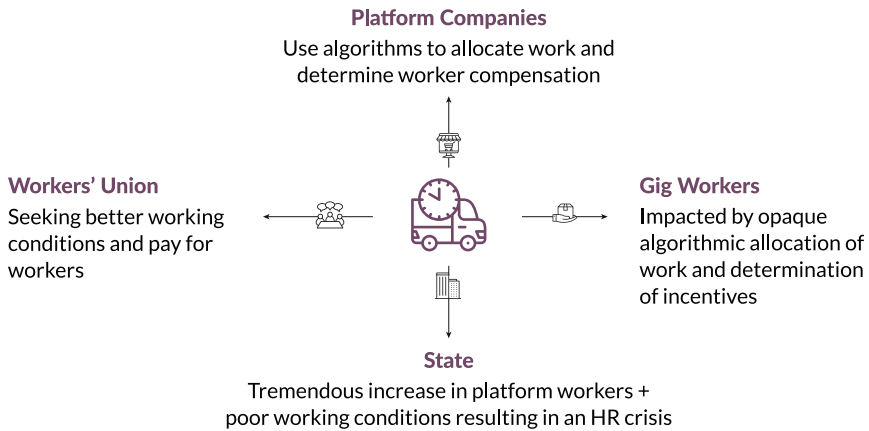 Platform Companies
Use algorithms to allocate work and
determine worker compensation
Workers’ Union
Seeking better working
conditions and pay for
workers
Gig Workers
Impacted by opaque
algorithmic allocation of
work and determination
of incentives
State
Tremendous increase in platform workers +
poor working conditions resulting in an HR crisis